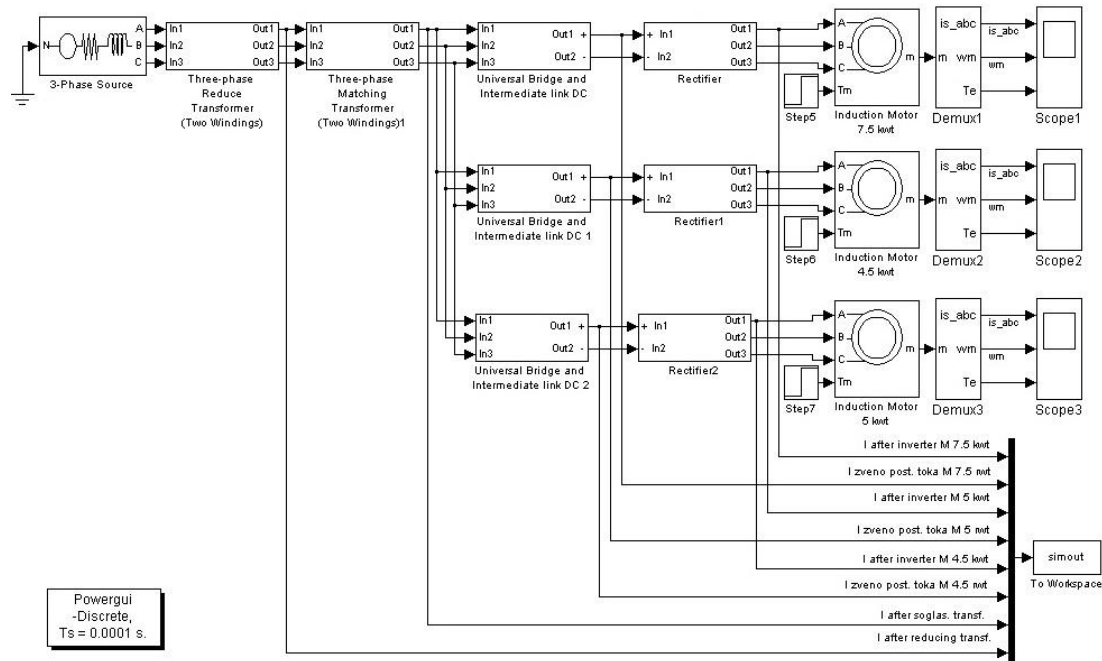 A
N
B
C
3-Phase Source
In1
In2
In3
Out1
Out2
Out3
Three-phase
Reduce
Transformer
(Two Windings)
In1
In2
In3
Out1
Out2
Out3
Three-phase
Matching
Transformer
(Two Windings)1
In1
In2
In3
Out1 +
Out2 -
Universal Bridge and
Intermediate link DC
+ In1
- In2
Out1
Out2
Out3
Rectifier
Step5
A
B
C
Tm
m
Induction Motor
7.5 kwt
m
is_abc
wm
Te
Demux1
is_abc
wm
Scope1
In1
In2
In3
Out1 +
Out2 -
Universal Bridge and
Intermediate link DC 1
+ In1
- In2
Out1
Out2
Out3
Rectifier1
Step6
A
B
C
Tm
m
Induction Motor
4.5 kwt
m
is_abc
wm
Te
Demux2
is_abc
wm
Scope2
In1
In2
In3
Out1 +
Out2 -
Universal Bridge and
Intermediate link DC 2
+ In1
- In2
Out1
Out2
Out3
Rectifier2
Step7
A
B
C
Tm
m
Induction Motor
5 kwt
m
is_abc
wm
Te
Demux3
is_abc
wm
Scope3
I after inverter M 7.5 kwt
I zveno post. toka M 7.5 nwt
I after inverter M 5 kwt
I zveno post. toka M 5 nwt
I after inverter M 4.5 kwt
I zveno post. toka M 4.5 nwt
I after soglas. transf.
I after reducing transf.
simout
To Workspace
Powergui
-Discrete,
Ts = 0.0001 s.